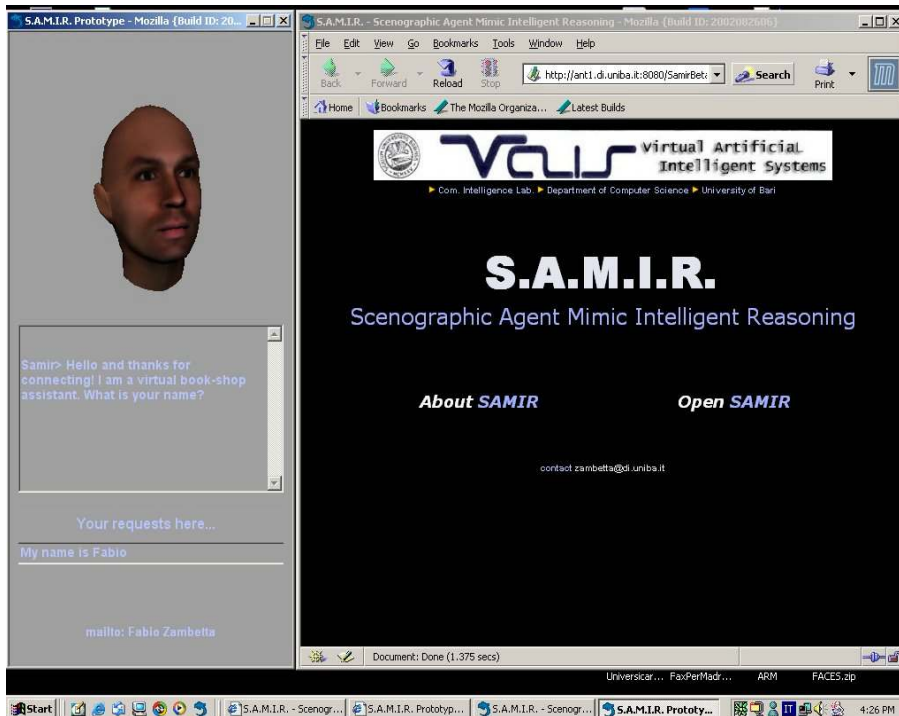 S.A.M.I.R. Prototype - Mozilla {Build ID: 20...
Samir> Hello and thanks for
connecting! I am a virtual book-shop
assistant. What is your name?
Your requests here...
My name is Fabio
mailto: Fabio Zambetta
S.A.M.I.R. - Scenographic Agent Mimic Intelligent Reasoning - Mozilla {Build ID: 2002082606}
File Edit View Go Bookmarks Tools Window Help
Back Forward Reload Stop http://ant1.di.uniba.it:8080/SamirBeta Search Print
Home Bookmarks The Mozilla Organiza... Latest Builds
Vais Virtual Artificial
Intelligent Systems
Com. Intelligence Lab. Department of Computer Science University of Bari
S.A.M.I.R.
Scenographic Agent Mimic Intelligent Reasoning
About SAMIR Open SAMIR
contact zambetta@di.uniba.it
Document: Done (1.375 secs)
Universicar... FaxPerMadr... ARM FACES.zip
Start S.A.M.I.R. - Scenogr... S.A.M.I.R. Prototyp... S.A.M.I.R. - Scenogr... S.A.M.I.R. Prototy... IT 4:26 PM